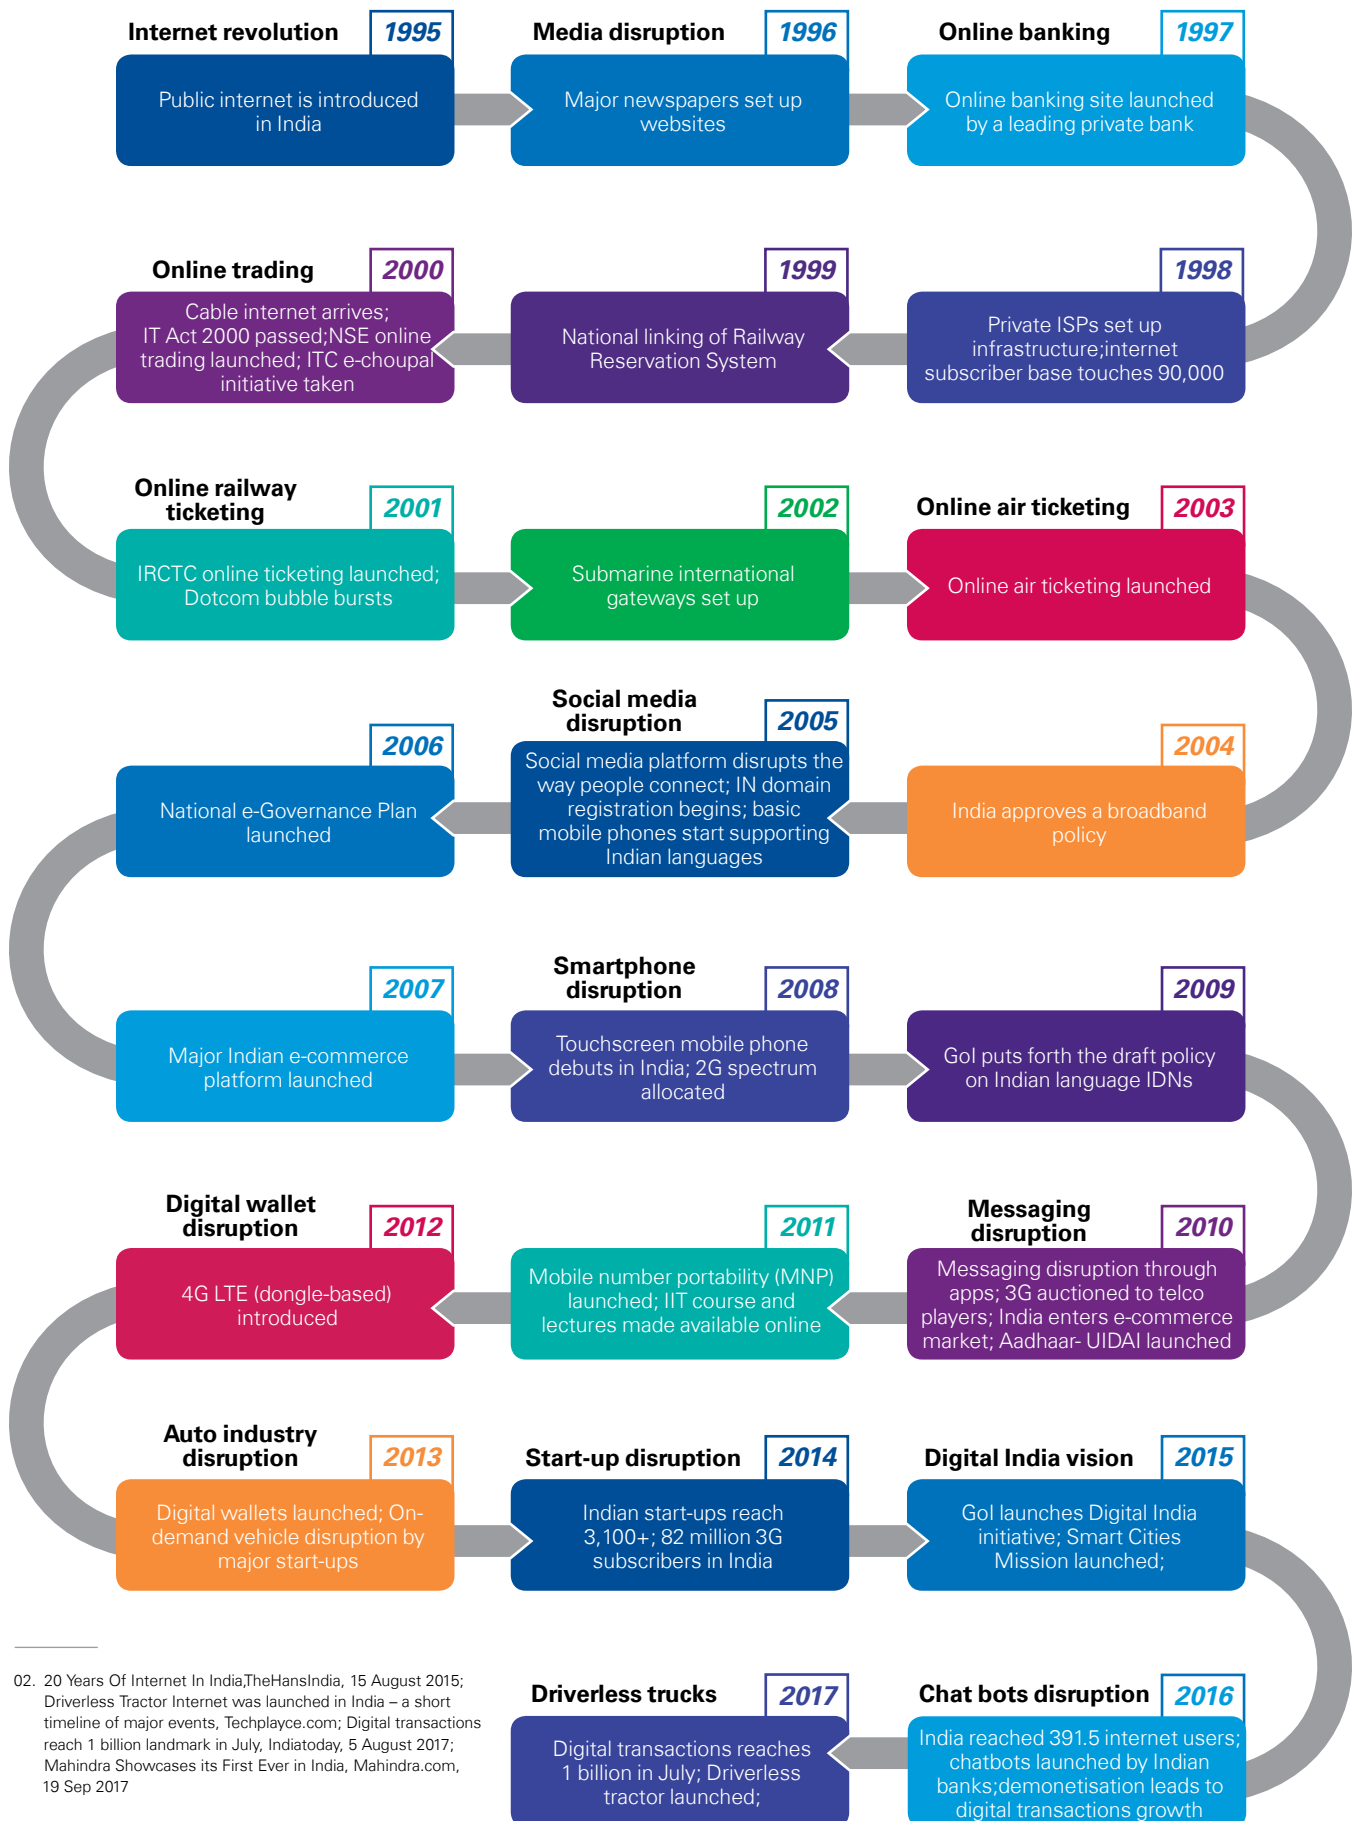 Internet revolution
1995
Public internet is introduced
in India
Media disruption
1996
Major newspapers set up
websites
Online banking
1997
Online banking site launched
by a leading private bank
1998
Private ISPs set up
infrastructure;internet
subscriber base touches 90,000
1999
National linking of Railway
Reservation System
Online trading
2000
Cable internet arrives;
IT Act 2000 passed;NSE online
trading launched; ITC e-choupal
initiative taken
Online railway
ticketing
2001
IRCTC online ticketing launched;
Dotcom bubble bursts
2002
Submarine international
gateways set up
Online air ticketing
2003
Online air ticketing launched
2004
India approves a broadband
policy
Social media
disruption
2005
Social media platform disrupts the
way people connect; IN domain
registration begins; basic
mobile phones start supporting
Indian languages
2006
National e-Governance Plan
launched
2007
Major Indian e-commerce
platform launched
Smartphone
disruption
2008
Touchscreen mobile phone
debuts in India; 2G spectrum
allocated
2009
GoI puts forth the draft policy
on Indian language IDNs
Messaging
disruption
2010
Messaging disruption through
apps; 3G auctioned to telco
players; India enters e-commerce
market; Aadhaar- UIDAI launched
2011
Mobile number portability (MNP)
launched; IIT course and
lectures made available online
Digital wallet
disruption
2012
4G LTE (dongle-based)
introduced
Auto industry
disruption
2013
Digital wallets launched; On-
demand vehicle disruption by
major start-ups
Start-up disruption
2014
Indian start-ups reach
3,100+; 82 million 3G
subscribers in India
Digital India vision
2015
GoI launches Digital India
initiative; Smart Cities
Mission launched;
Chat bots disruption
2016
India reached 391.5 internet users;
chatbots launched by Indian
banks;demonetisation leads to
digital transactions growth
Driverless trucks
2017
Digital transactions reaches
1 billion in July; Driverless
tractor launched;
02. 20 Years Of Internet In India,TheHansIndia, 15 August 2015;
Driverless Tractor Internet was launched in India – a short
timeline of major events, Techplayce.com; Digital transactions
reach 1 billion landmark in July, Indiatoday, 5 August 2017;
Mahindra Showcases its First Ever in India, Mahindra.com,
19 Sep 2017